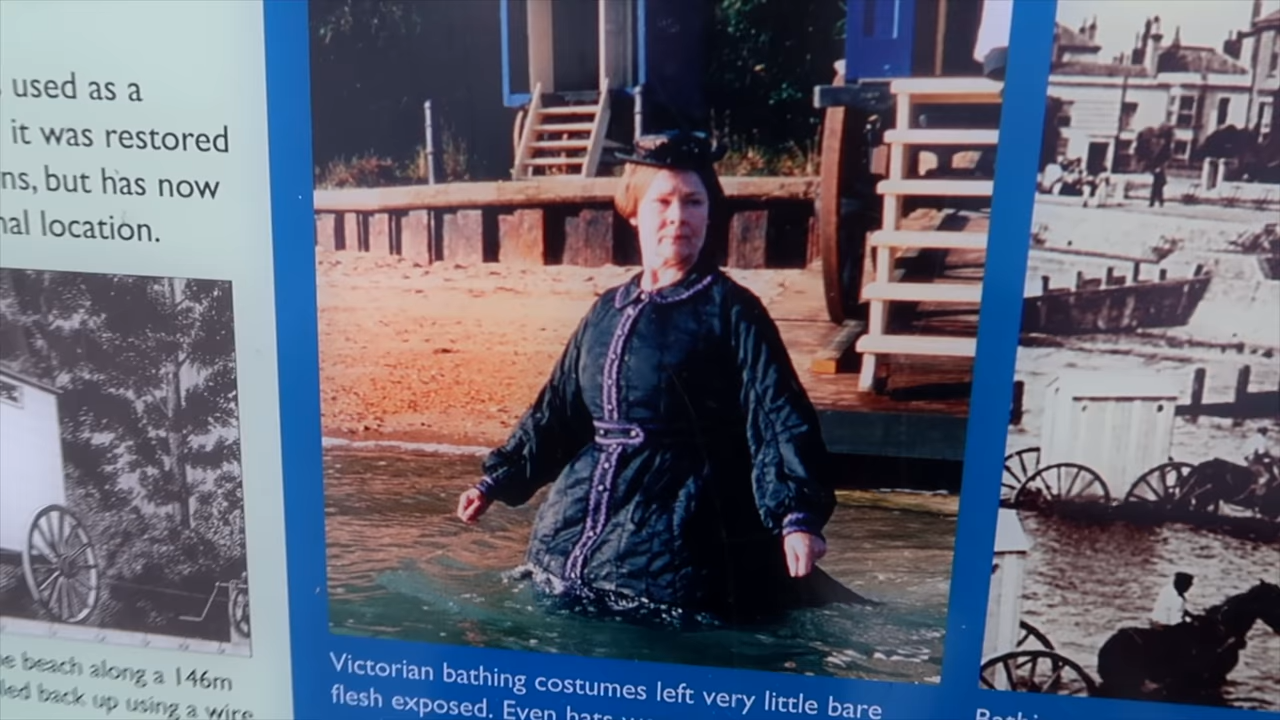 used as a
it was restored
ns, but has now
nal location.
e beach along a 146m
led back up using a wire
Victorian bathing costumes left very little bare
flesh exposed. Even hats w
Bathi